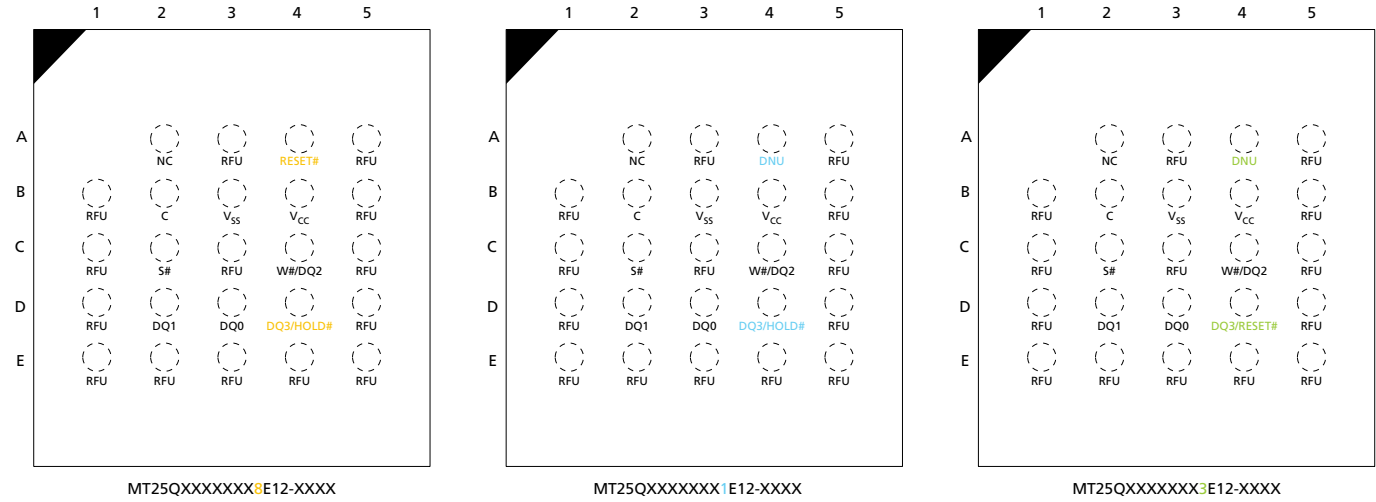 1 2 3 4 5 1 2 3 4 5 1 2 3 4 5
A A A
NC RFU RESET# RFU NC RFU DNU RFU NC RFU DNU RFU
B B B
RFU C VSS VCC RFU RFU C VSS VCC RFU RFU C VSS VCC RFU
C C C
RFU S# RFU W#/DQ2 RFU RFU S# RFU W#/DQ2 RFU RFU S# RFU W#/DQ2 RFU
D D D
RFU DQ1 DQ0 DQ3/HOLD# RFU RFU DQ1 DQ0 DQ3/HOLD# RFU RFU DQ1 DQ0 DQ3/RESET# RFU
E E E
RFU RFU RFU RFU RFU RFU RFU RFU RFU RFU RFU RFU RFU RFU RFU
MT25QXXXXXXX8E12-XXXX MT25QXXXXXXX1E12-XXXX MT25QXXXXXXX3E12-XXXX